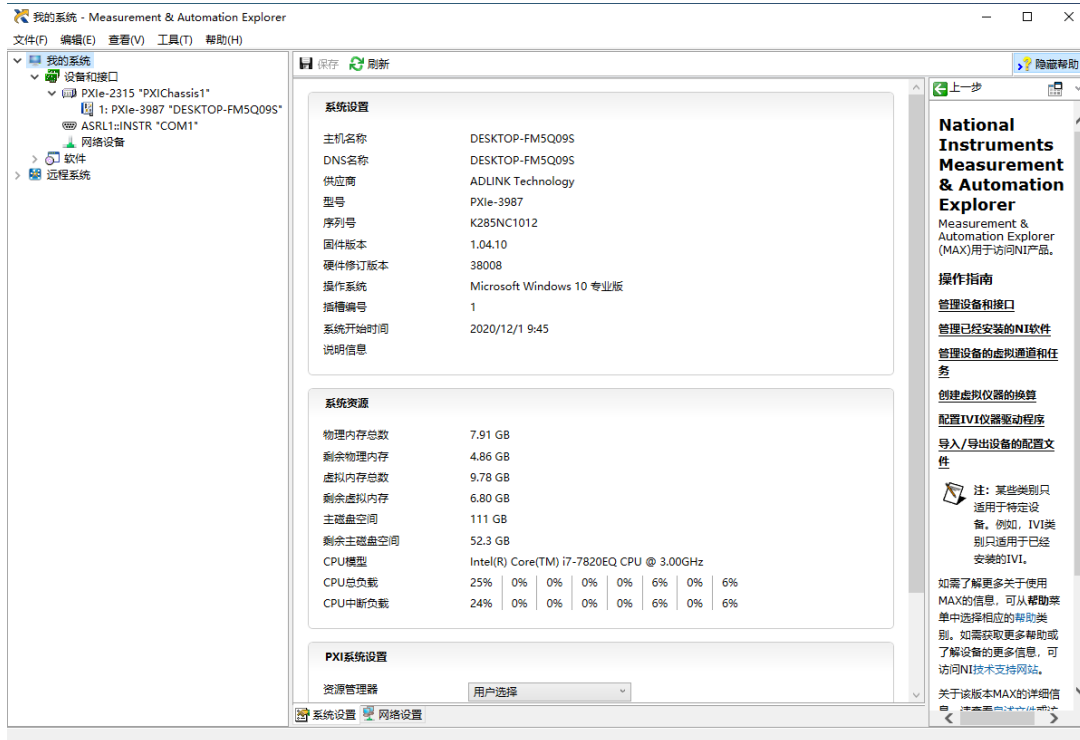 我的系统 - Measurement & Automation Explorer
文件(F) 编辑(E) 查看(V) 工具(T) 帮助(H)
我的系统
设备和接口
PXIe-2315 "PXIChassis1"
1: PXIe-3987 "DESKTOP-FM5Q09S"
ASRL1::INSTR "COM1"
网络设备
软件
远程系统
保存 刷新
隐藏帮助
系统设置
主机名称 DESKTOP-FM5Q09S
DNS名称 DESKTOP-FM5Q09S
供应商 ADLINK Technology
型号 PXIe-3987
序列号 K285NC1012
固件版本 1.04.10
硬件修订版本 38008
操作系统 Microsoft Windows 10 专业版
插槽编号 1
系统开始时间 2020/12/1 9:45
说明信息
系统资源
物理内存总数 7.91 GB
剩余物理内存 4.86 GB
虚拟内存总数 9.78 GB
剩余虚拟内存 6.80 GB
主磁盘空间 111 GB
剩余主磁盘空间 52.3 GB
CPU模型 Intel(R) Core(TM) i7-7820EQ CPU @ 3.00GHz
CPU总负载 25% 0% 0% 0% 0% 6% 0% 6%
CPU中断负载 24% 0% 0% 0% 0% 6% 0% 6%
PXI系统设置
资源管理器 用户选择
系统设置 网络设置
上一步
National
Instruments
Measurement
& Automation
Explorer
Measurement &
Automation Explorer
(MAX)用于访问NI产品。
操作指南
管理设备和接口
管理已经安装的NI软件
管理设备的虚拟通道和任
务
创建虚拟仪器的换算
配置IVI仪器驱动程序
导入/导出设备的配置文
件
注：某些类别只
适用于特定设
备。例如，IVI类
别只适用于已经
安装的IVI。
如需了解更多关于使用
MAX的信息，可从帮助菜
单中选择相应的帮助类
别。如需获取更多帮助或
了解设备的更多信息，可
访问NI技术支持网站。
关于该版本MAX的详细信